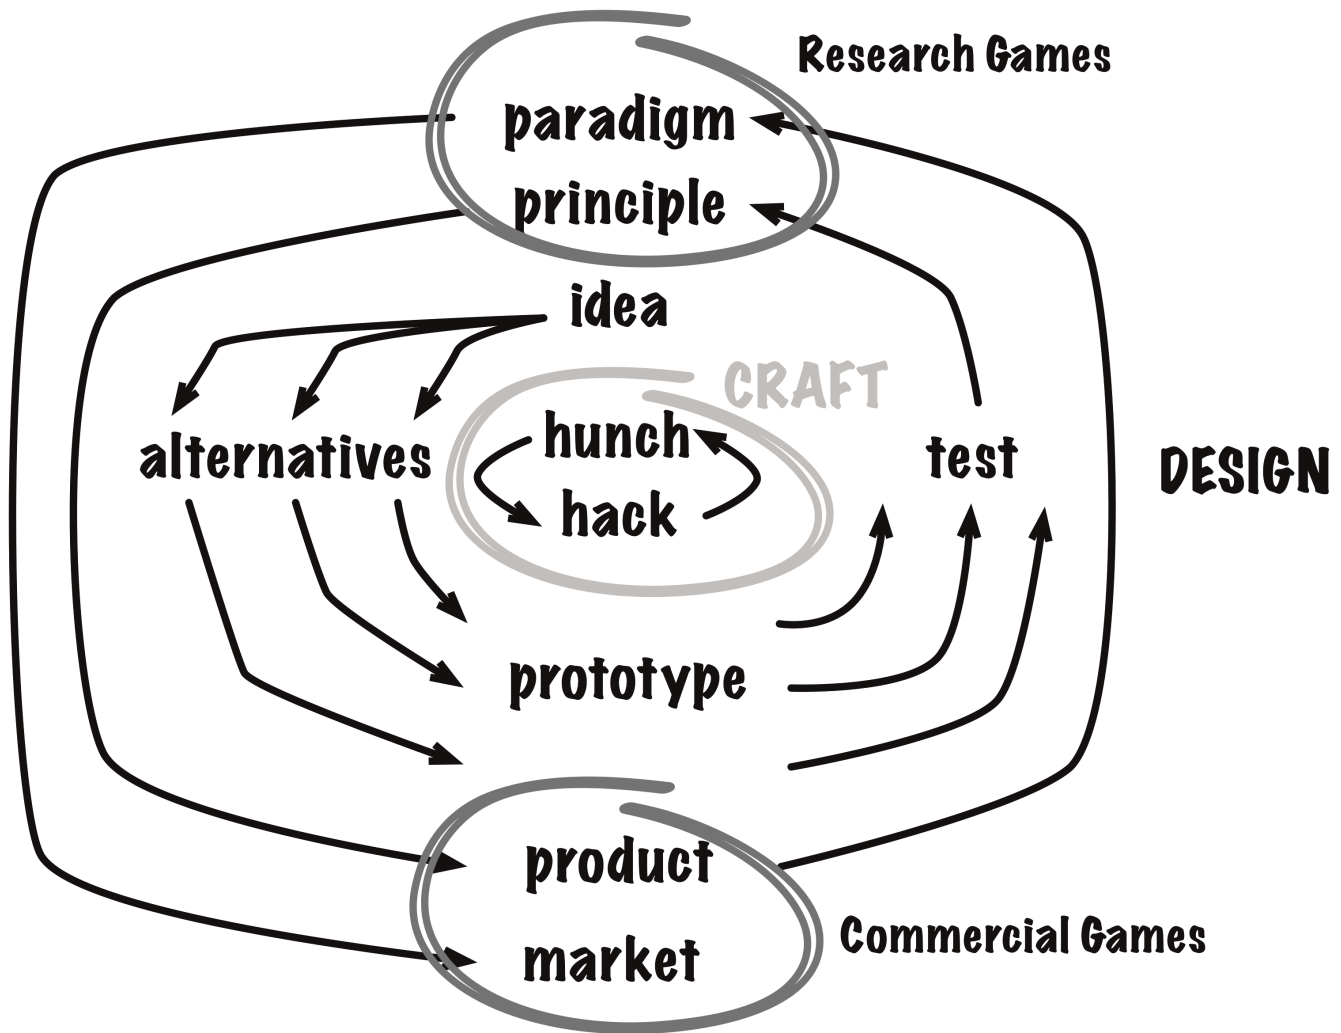 Research Games
paradigm
principle
idea
CRAFT
alternatives
hunch
hack
test
DESIGN
prototype
product
market
Commercial Games